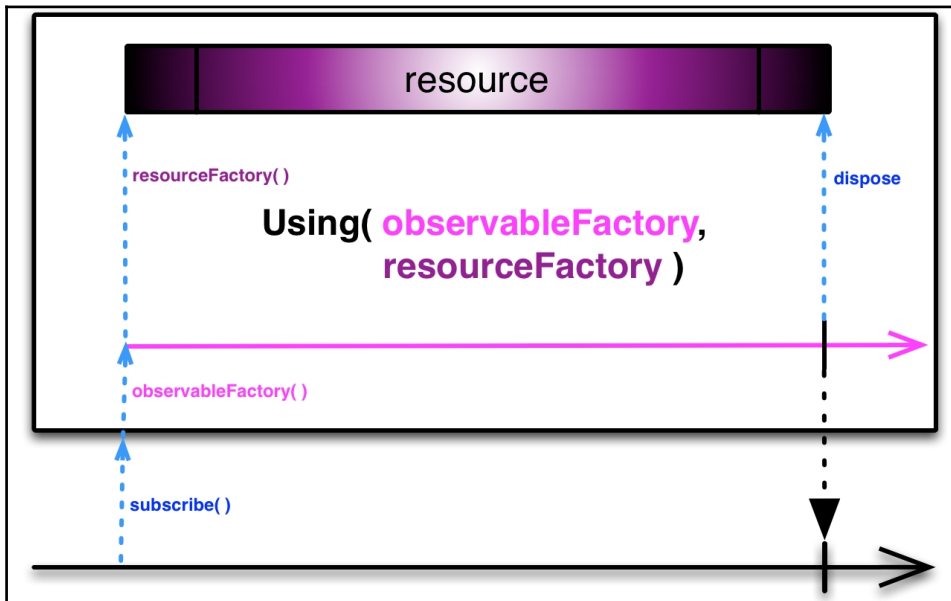 resource
resourceFactory( )
dispose
Using( observableFactory,
resourceFactory )
observableFactory( )
subscribe( )